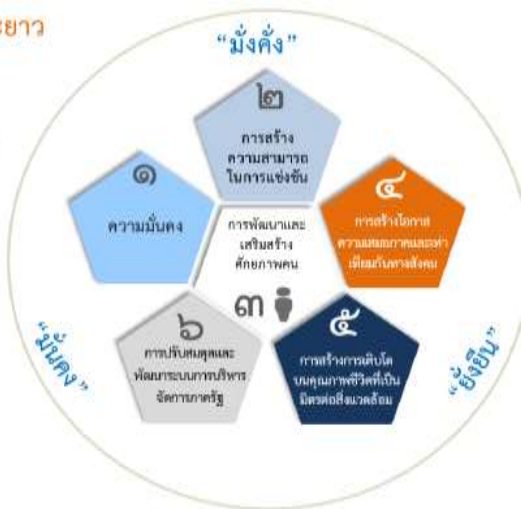 ยาว
“มั่งคั่ง”
๒
การสร้าง
ความสามารถ
ในการแข่งขัน
๑
ความมั่นคง
การพัฒนาและ
เสริมสร้าง
ศักยภาพคน
๓
๔
การสร้างโอกาส
ความเสมอภาคและเท่า
เทียมกันทางสังคม
๖
การปรับสมดุลและ
พัฒนาระบบการบริหาร
จัดการภาครัฐ
๕
การสร้างการเติบโต
บนคุณภาพชีวิตที่เป็น
มิตรต่อสิ่งแวดล้อม
“มั่นคง”
“ยั่งยืน”